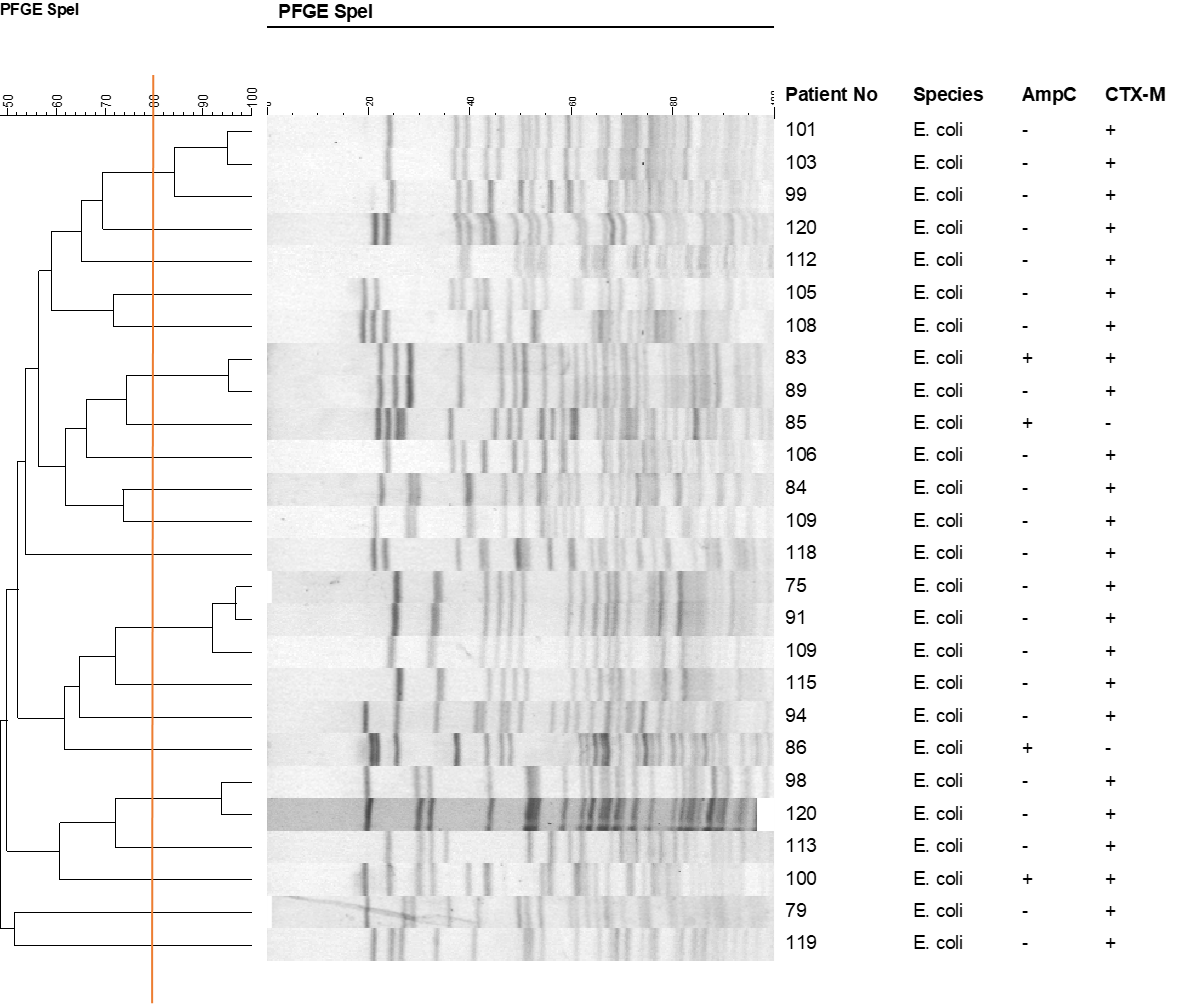 PFGE SpeI
PFGE SpeI
-50 -60 -70 -80 -90 100
0 -20 -40 -60 -80 100
Patient No Species AmpC CTX-M
101 E. coli - +
103 E. coli - +
99 E. coli - +
120 E. coli - +
112 E. coli - +
105 E. coli - +
108 E. coli - +
83 E. coli + +
89 E. coli - +
85 E. coli + -
106 E. coli - +
84 E. coli - +
109 E. coli - +
118 E. coli - +
75 E. coli - +
91 E. coli - +
109 E. coli - +
115 E. coli - +
94 E. coli - +
86 E. coli + -
98 E. coli - +
120 E. coli - +
113 E. coli - +
100 E. coli + +
79 E. coli - +
119 E. coli - +